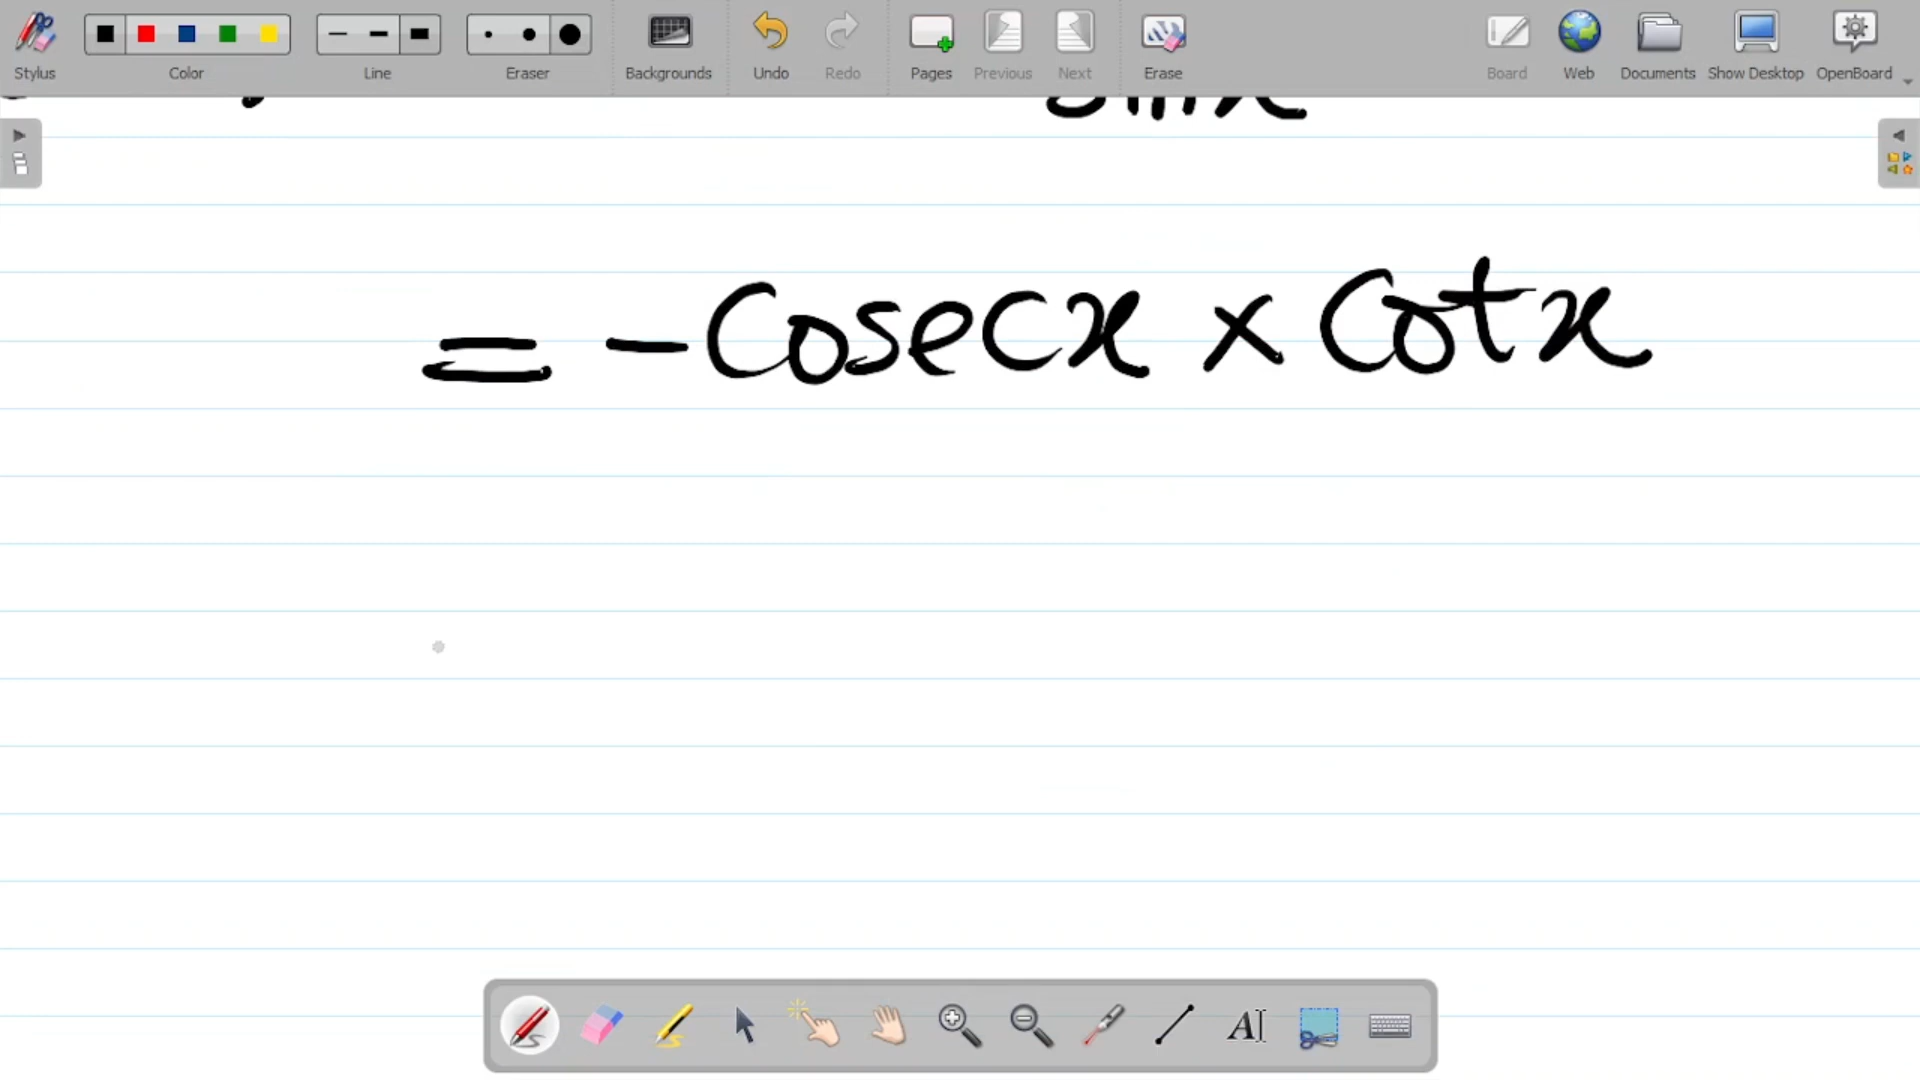 Stylus Color Line Eraser Backgrounds Undo Redo Pages Previous Next Erase Board Web Documents Show Desktop OpenBoard
sinx
= -Cosecx × Cotx